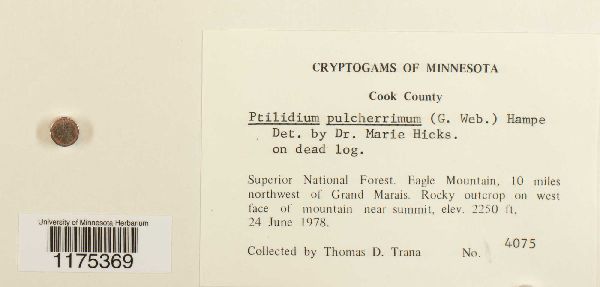 CRYPTOGAMS OF MINNESOTA
Cook County
Ptilidium pulcherrimum (G. Web.) Hampe
Det. by Dr. Marie Hicks.
on dead log.
Superior National Forest. Eagle Mountain, 10 miles
northwest of Grand Marais. Rocky outcrop on west
face of mountain near summit, elev. 2250 ft,
24 June 1978.
Collected by Thomas D. Trana No. 4075
University of Minnesota Herbarium
1175369